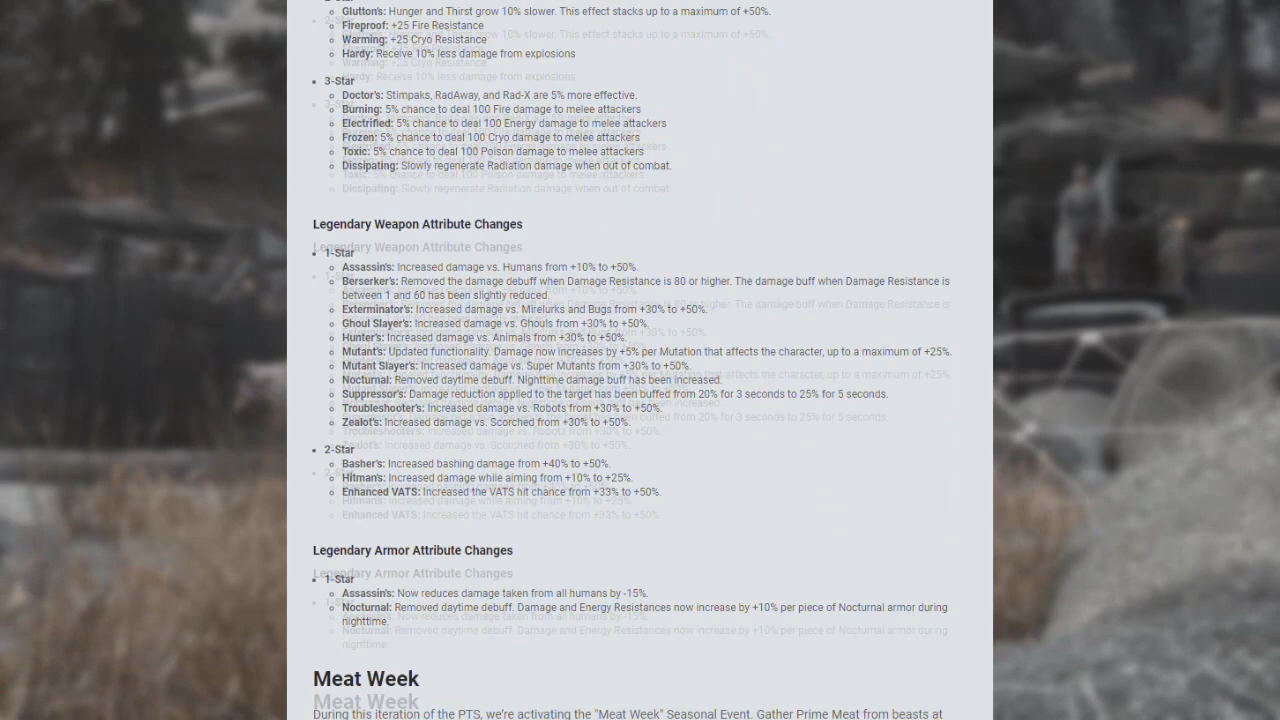 Glutton's: Hunger and Thirst grow 10% slower. This effect stacks up to a maximum of +50%.
Fireproof: +25 Fire Resistance
Warming: +25 Cryo Resistance
Hardy: Receive 10% less damage from explosions
3-Star
Doctor's: Stimpaks, RadAway, and Rad-X are 5% more effective.
Burning: 5% chance to deal 100 Fire damage to melee attackers
Electrified: 5% chance to deal 100 Energy damage to melee attackers
Frozen: 5% chance to deal 100 Cryo damage to melee attackers
Toxic: 5% chance to deal 100 Poison damage to melee attackers
Dissipating: Slowly regenerate Radiation damage when out of combat.
Legendary Weapon Attribute Changes
1-Star
Assassin's: Increased damage vs. Humans from +10% to +50%.
Berserker's: Removed the damage debuff when Damage Resistance is 80 or higher. The damage buff when Damage Resistance is
between 1 and 60 has been slightly reduced.
Exterminator's: Increased damage vs. Mirelurks and Bugs from +30% to +50%.
Ghoul Slayer's: Increased damage vs. Ghouls from +30% to +50%.
Hunter's: Increased damage vs. Animals from +30% to +50%.
Mutant's: Updated functionality. Damage now increases by +5% per Mutation that affects the character, up to a maximum of +25%.
Mutant Slayer's: Increased damage vs. Super Mutants from +30% to +50%.
Nocturnal: Removed daytime debuff. Nighttime damage buff has been increased.
Suppressor's: Damage reduction applied to the target has been buffed from 20% for 3 seconds to 25% for 5 seconds.
Troubleshooter's: Increased damage vs. Robots from +30% to +50%.
Zealot's: Increased damage vs. Scorched from +30% to +50%.
2-Star
Basher's: Increased bashing damage from +40% to +50%.
Hitman's: Increased damage while aiming from +10% to +25%.
Enhanced VATS: Increased the VATS hit chance from +33% to +50%.
Legendary Armor Attribute Changes
1-Star
Assassin's: Now reduces damage taken from all humans by -15%.
Nocturnal: Removed daytime debuff. Damage and Energy Resistances now increase by +10% per piece of Nocturnal armor during
nighttime.
Meat Week
During this iteration of the PTS, we're activating the "Meat Week" Seasonal Event. Gather Prime Meat from beasts at